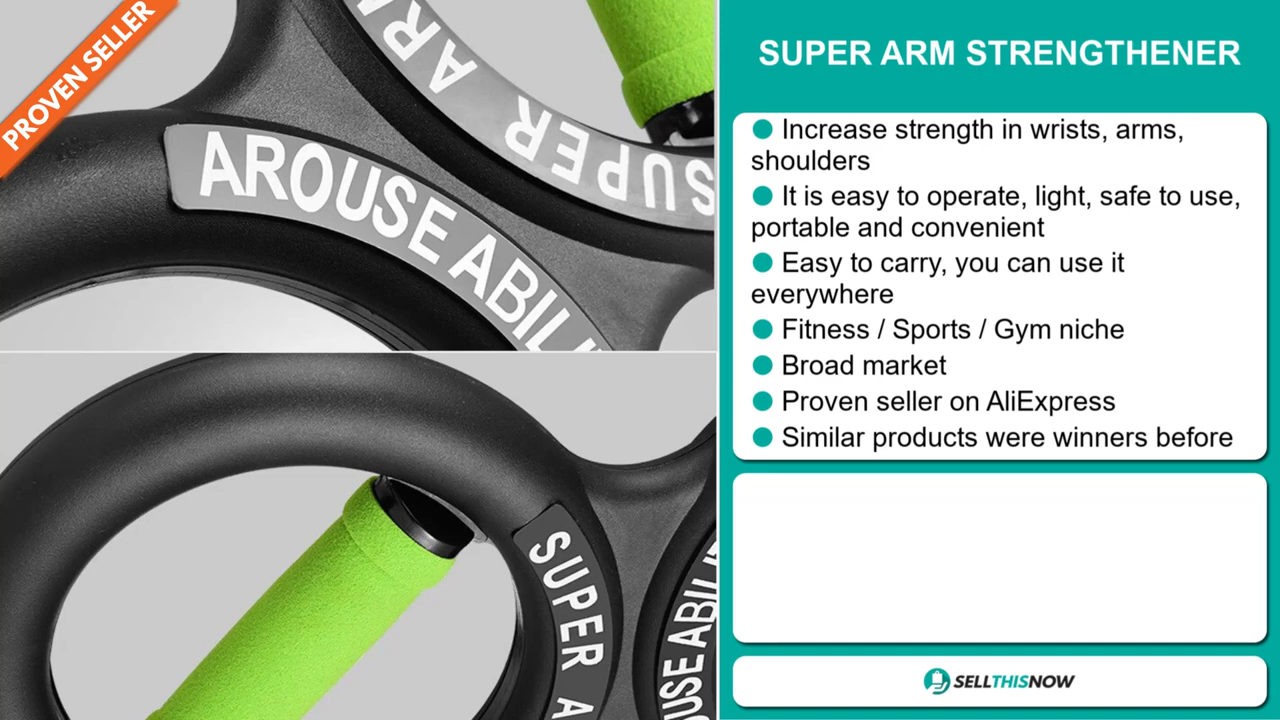 PROVEN SELLER
SUPER
AROUSE
SUPER
SUPER ARM STRENGTHENER
● Increase strength in wrists, arms,
shoulders
● It is easy to operate, light, safe to use,
portable and convenient
● Easy to carry, you can use it
everywhere
● Fitness / Sports / Gym niche
● Broad market
● Proven seller on AliExpress
● Similar products were winners before
SELLTHISNOW